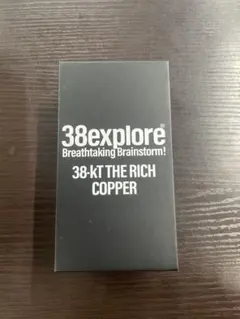 38explore®
Breathtaking Brainstorm!
38-kT THE RICH
COPPER